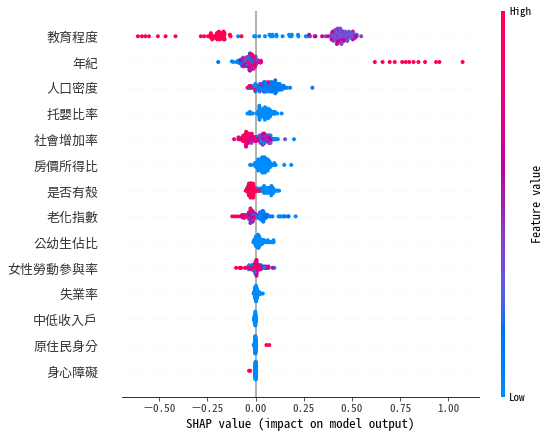 High
教育程度
年紀
人口密度
托嬰比率
社會增加率
房價所得比
是否有殼
老化指數
公幼生佔比
女性勞動參與率
失業率
中低收入戶
原住民身分
身心障礙
Feature value
Low
−0.50 −0.25 0.00 0.25 0.50 0.75 1.00
SHAP value (impact on model output)